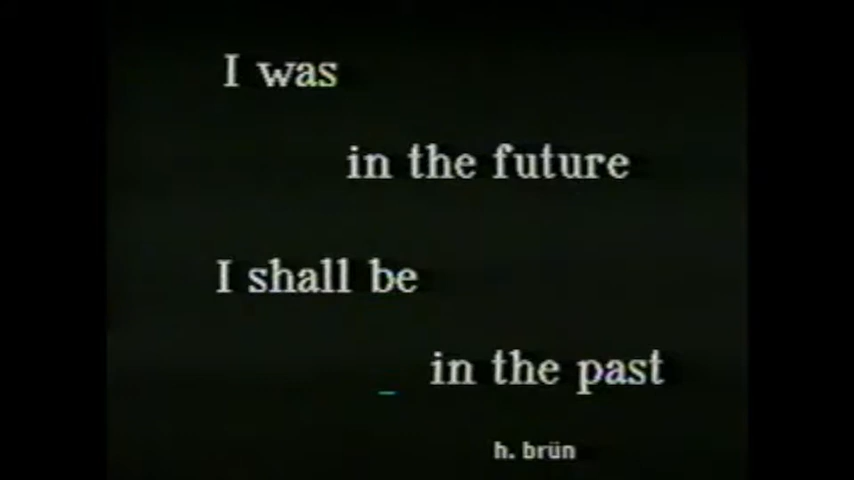 I was
in the future
I shall be
in the past
h. brün